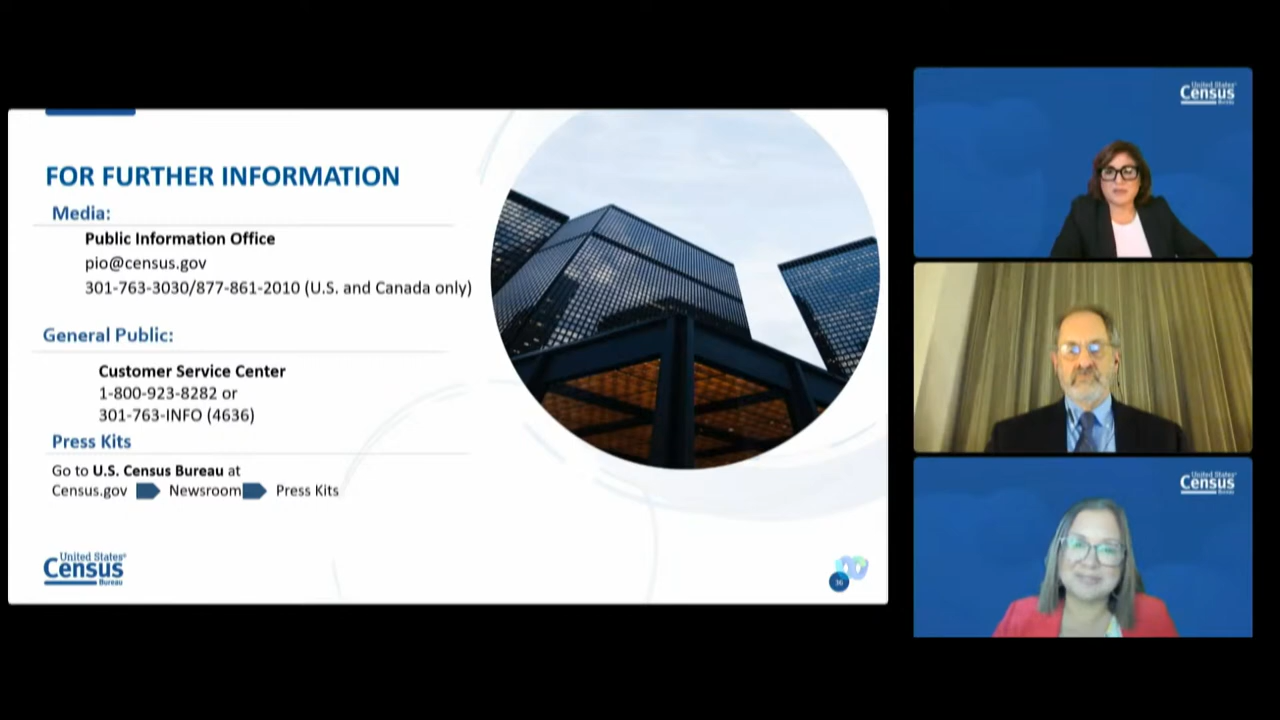 FOR FURTHER INFORMATION
Media:
Public Information Office
pio@census.gov
301-763-3030/877-861-2010 (U.S. and Canada only)
General Public:
Customer Service Center
1-800-923-8282 or
301-763-INFO (4636)
Press Kits
Go to U.S. Census Bureau at
Census.gov Newsroom Press Kits
United States®
Census
Bureau
36
United States®
Census
Bureau
United States®
Census
Bureau